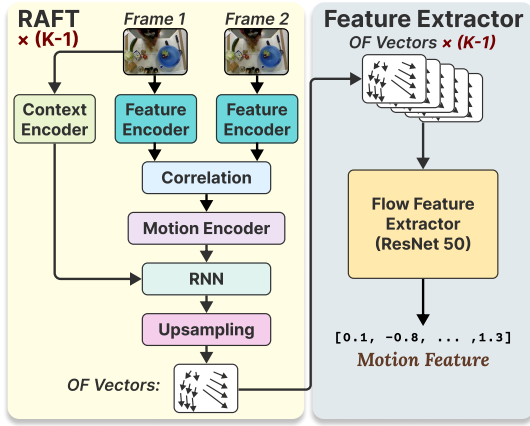 RAFT
× (K-1)
Frame 1
Frame 2
Context
Encoder
Feature
Encoder
Feature
Encoder
Correlation
Motion Encoder
RNN
Upsampling
OF Vectors:
Feature Extractor
OF Vectors × (K-1)
Flow Feature
Extractor
(ResNet 50)
[0.1, -0.8, ... ,1.3]
Motion Feature